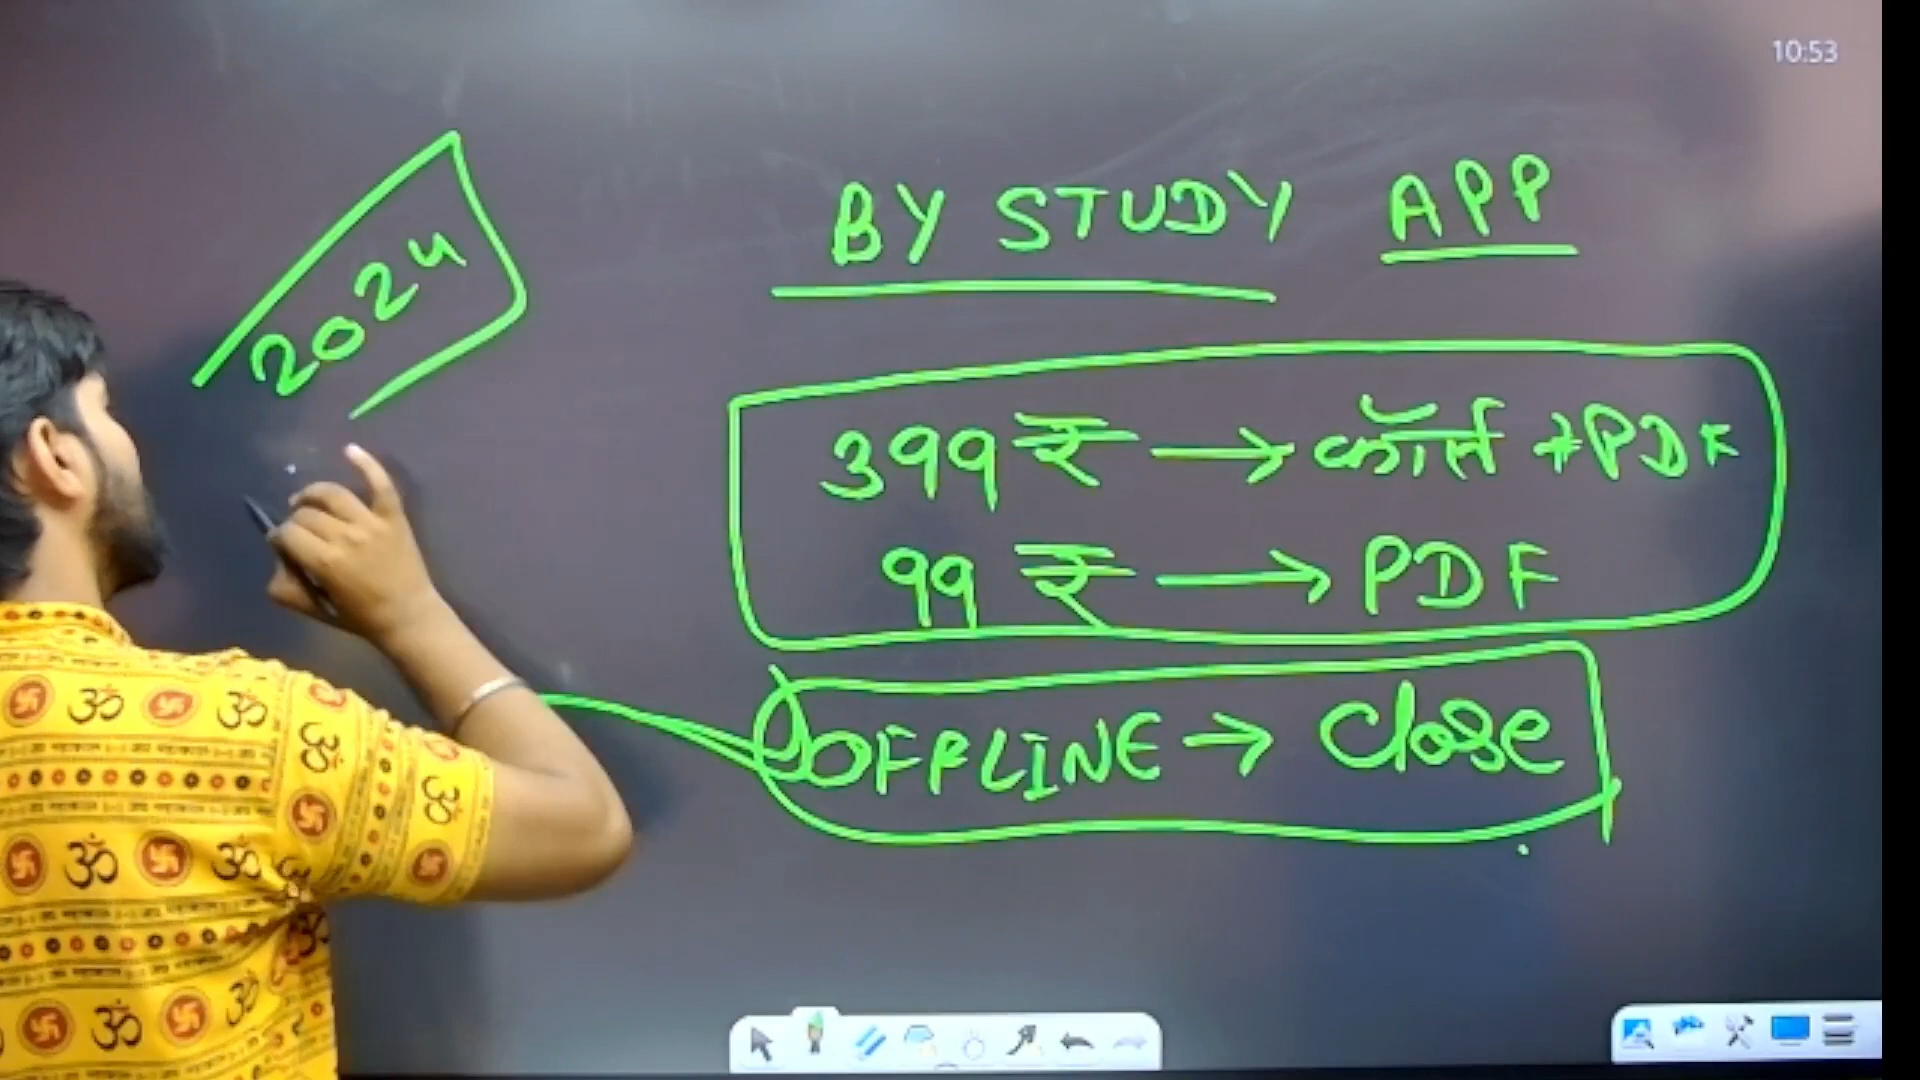 10:53
2024
BY STUDY APP
399 ₹ → कॉर्स + PDF
99 ₹ → PDF
OFFLINE → Close